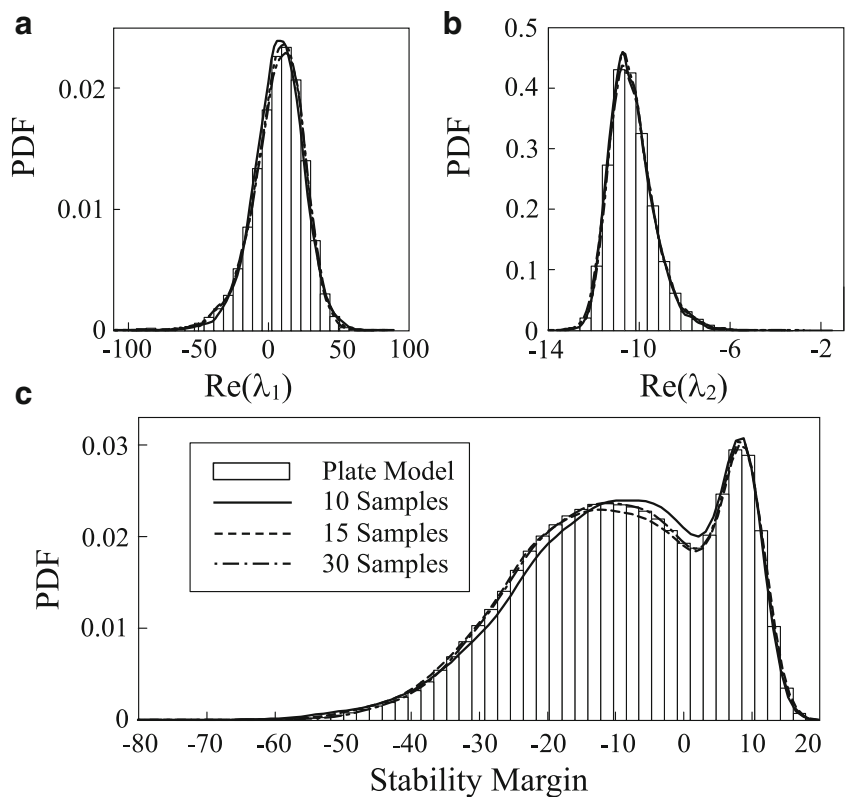 a
PDF
0.02
0.01
0
-100 -50 0 50 100
Re(λ1)
b
PDF
0.5
0.4
0.3
0.2
0.1
0
-14 -10 -6 -2
Re(λ2)
c
PDF
0.03
0.02
0.01
0
Plate Model
10 Samples
15 Samples
30 Samples
-80 -70 -60 -50 -40 -30 -20 -10 0 10 20
Stability Margin